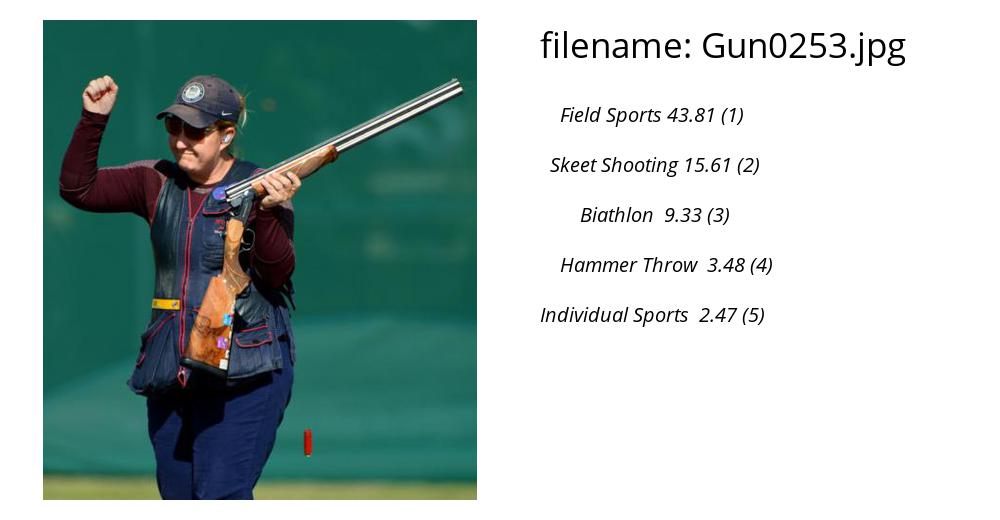 filename: Gun0253.jpg
Field Sports 43.81 (1)
Skeet Shooting 15.61 (2)
Biathlon 9.33 (3)
Hammer Throw 3.48 (4)
Individual Sports 2.47 (5)